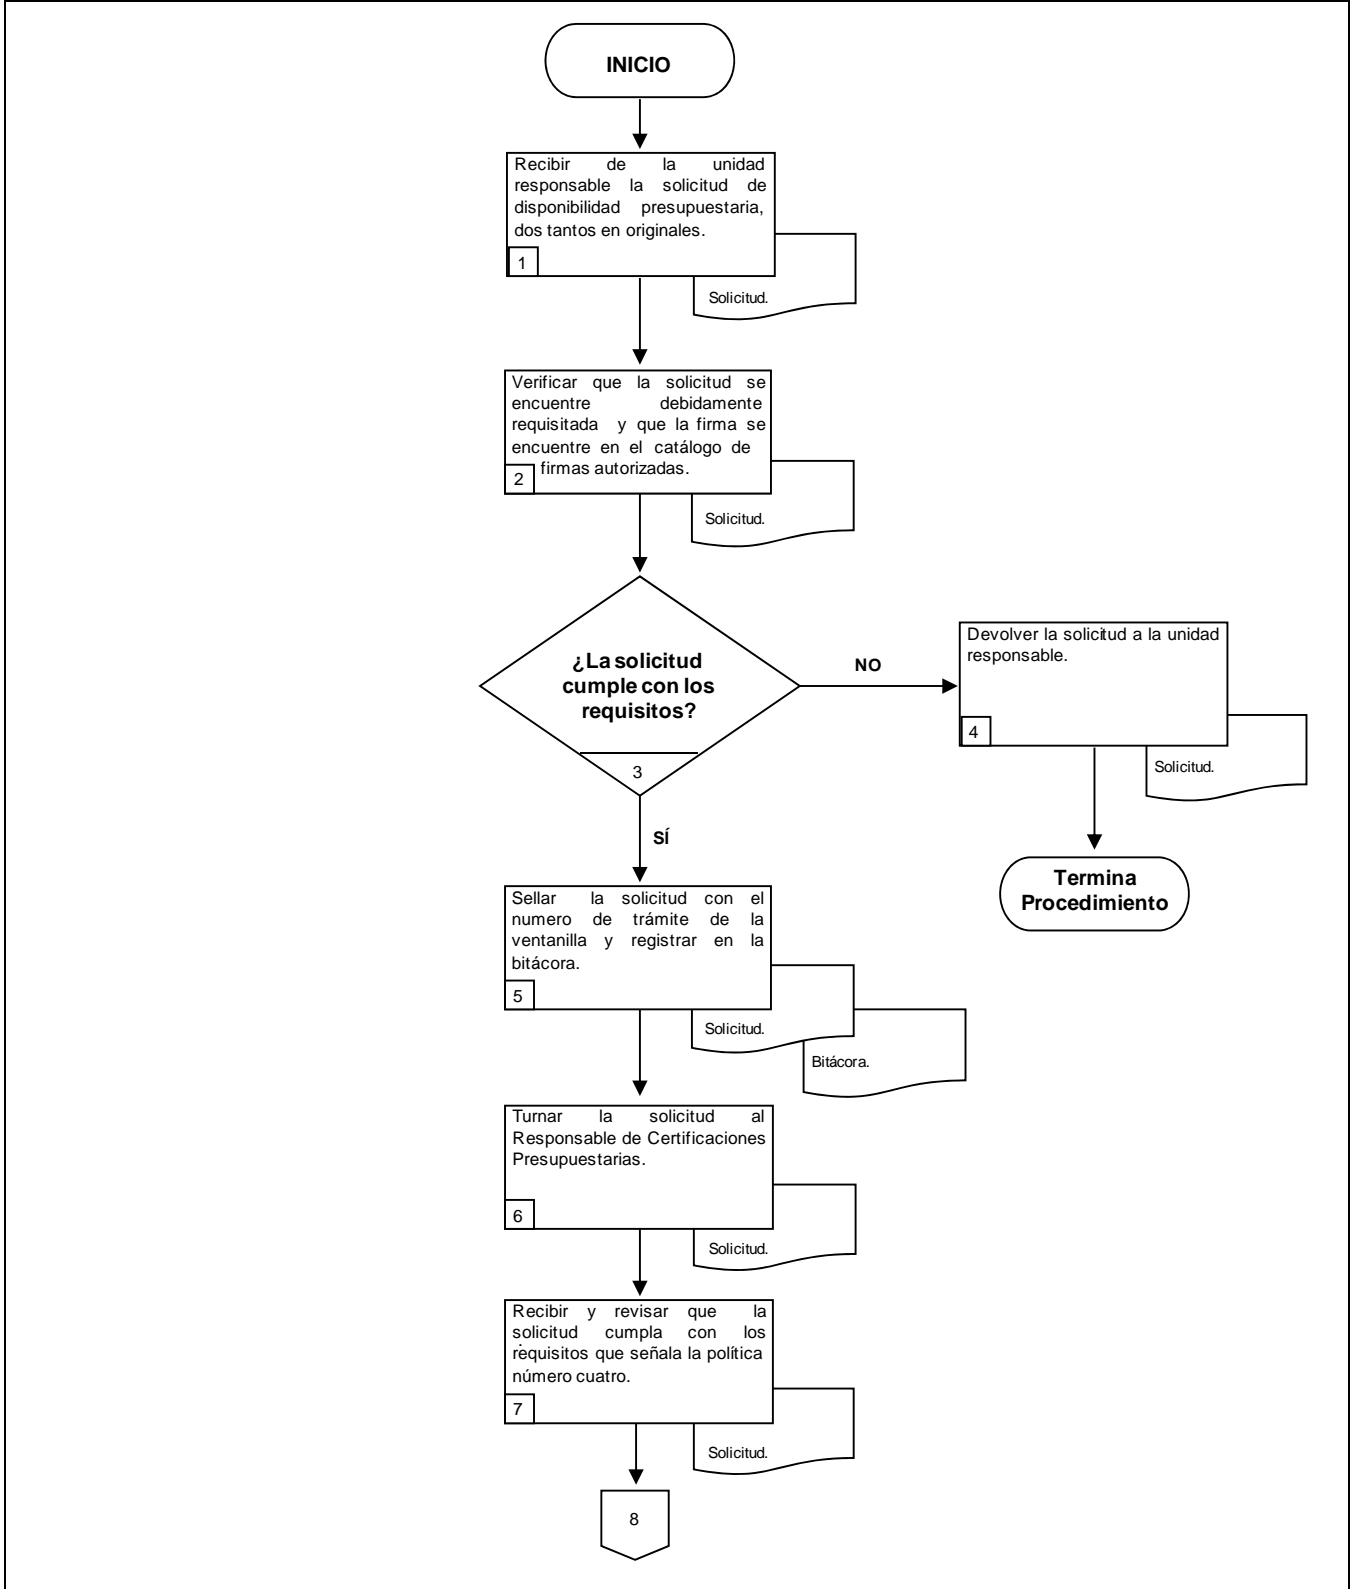 INICIO
Recibir de la unidad
responsable la solicitud de
disponibilidad presupuestaria,
dos tantos en originales.
1
Solicitud.
Verificar que la solicitud se
encuentre debidamente
requisitada y que la firma se
encuentre en el catálogo de
firmas autorizadas.
2
Solicitud.
¿La solicitud
cumple con los
requisitos?
3
NO
Devolver la solicitud a la unidad
responsable.
4
Solicitud.
Termina
Procedimiento
SÍ
Sellar la solicitud con el
numero de trámite de la
ventanilla y registrar en la
bitácora.
5
Solicitud.
Bitácora.
Turnar la solicitud al
Responsable de Certificaciones
Presupuestarias.
6
Solicitud.
Recibir y revisar que la
solicitud cumpla con los
requisitos que señala la política
número cuatro.
7
Solicitud.
8